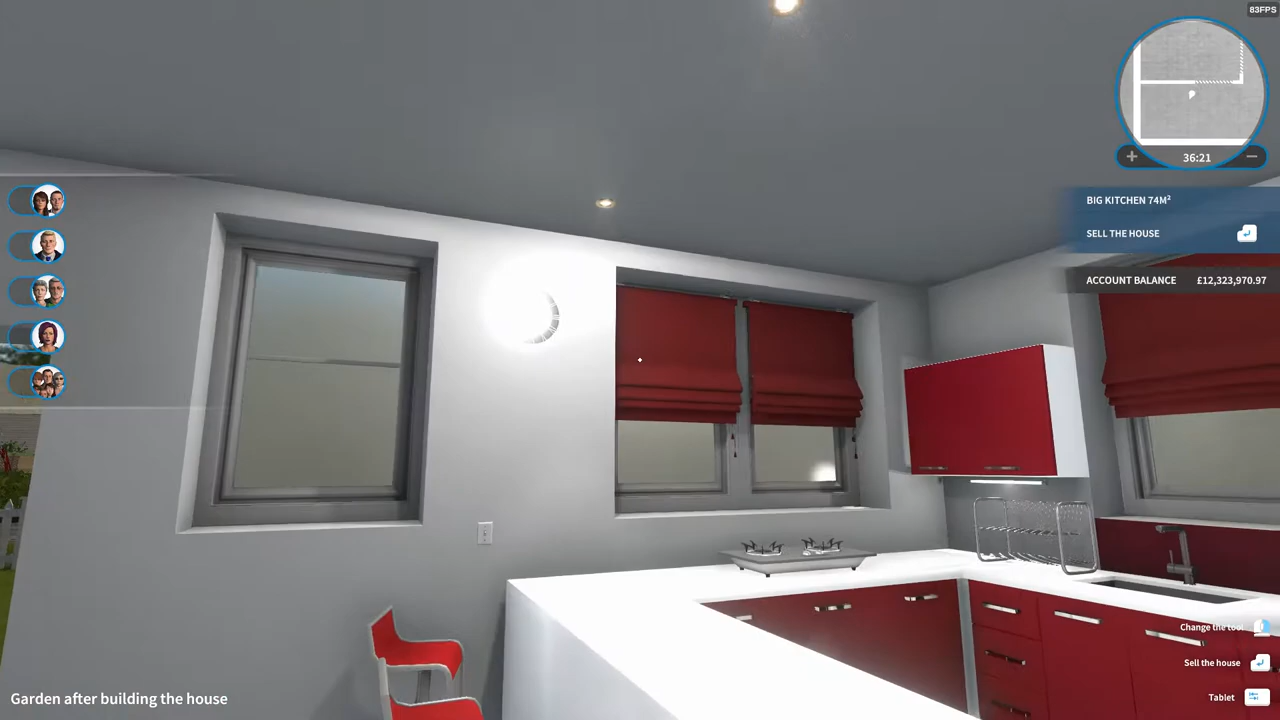 83FPS
36:21
BIG KITCHEN 74M²
SELL THE HOUSE
ACCOUNT BALANCE £12,323,970.97
Change the tool
Sell the house
Tablet
Garden after building the house